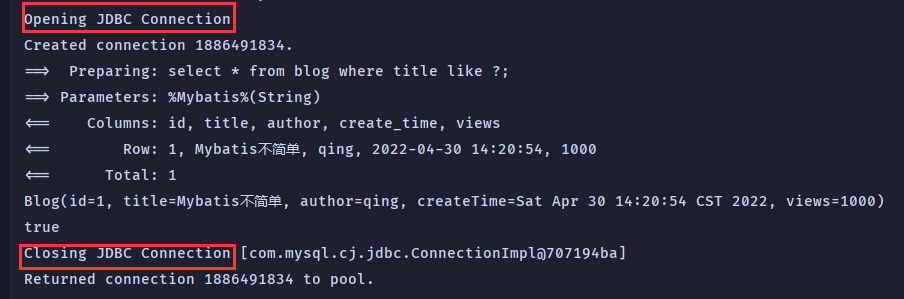 Opening JDBC Connection
Created connection 1886491834.
==>  Preparing: select * from blog where title like ?;
==> Parameters: %Mybatis%(String)
<==    Columns: id, title, author, create_time, views
<==        Row: 1, Mybatis不简单, qing, 2022-04-30 14:20:54, 1000
<==      Total: 1
Blog(id=1, title=Mybatis不简单, author=qing, createTime=Sat Apr 30 14:20:54 CST 2022, views=1000)
true
Closing JDBC Connection [com.mysql.cj.jdbc.ConnectionImpl@707194ba]
Returned connection 1886491834 to pool.